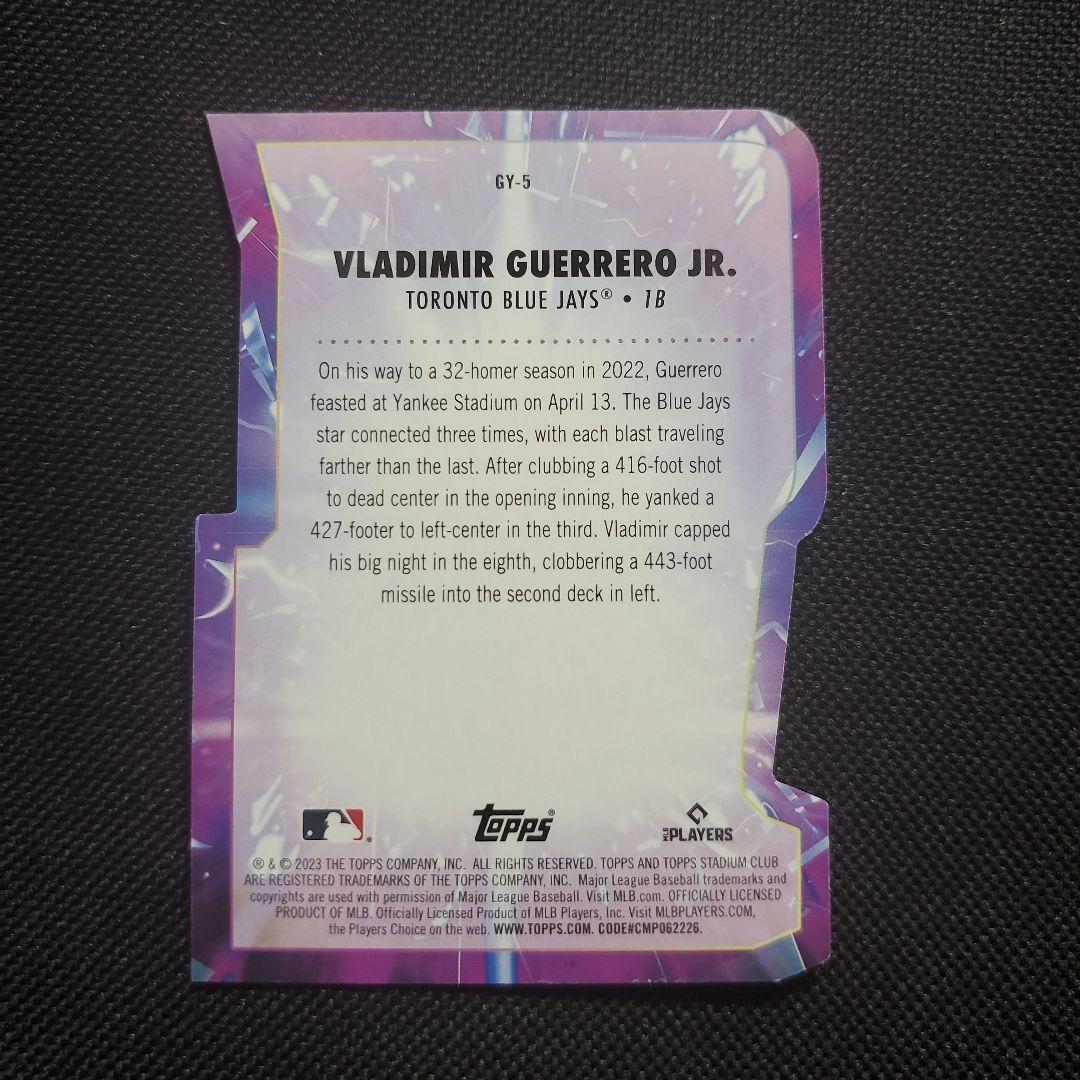 GY-5
VLADIMIR GUERRERO JR.
TORONTO BLUE JAYS® • 1B
On his way to a 32-homer season in 2022, Guerrero
feasted at Yankee Stadium on April 13. The Blue Jays
star connected three times, with each blast traveling
farther than the last. After clubbing a 416-foot shot
to dead center in the opening inning, he yanked a
427-footer to left-center in the third. Vladimir capped
his big night in the eighth, clobbering a 443-foot
missile into the second deck in left.
Topps®
MLB PLAYERS
® & © 2023 THE TOPPS COMPANY, INC. ALL RIGHTS RESERVED. TOPPS AND TOPPS STADIUM CLUB
ARE REGISTERED TRADEMARKS OF THE TOPPS COMPANY, INC. Major League Baseball trademarks and
copyrights are used with permission of Major League Baseball. Visit MLB.com. OFFICIALLY LICENSED
PRODUCT OF MLB. Officially Licensed Product of MLB Players, Inc. Visit MLBPLAYERS.COM,
the Players Choice on the web. WWW.TOPPS.COM. CODE#CMP062226.